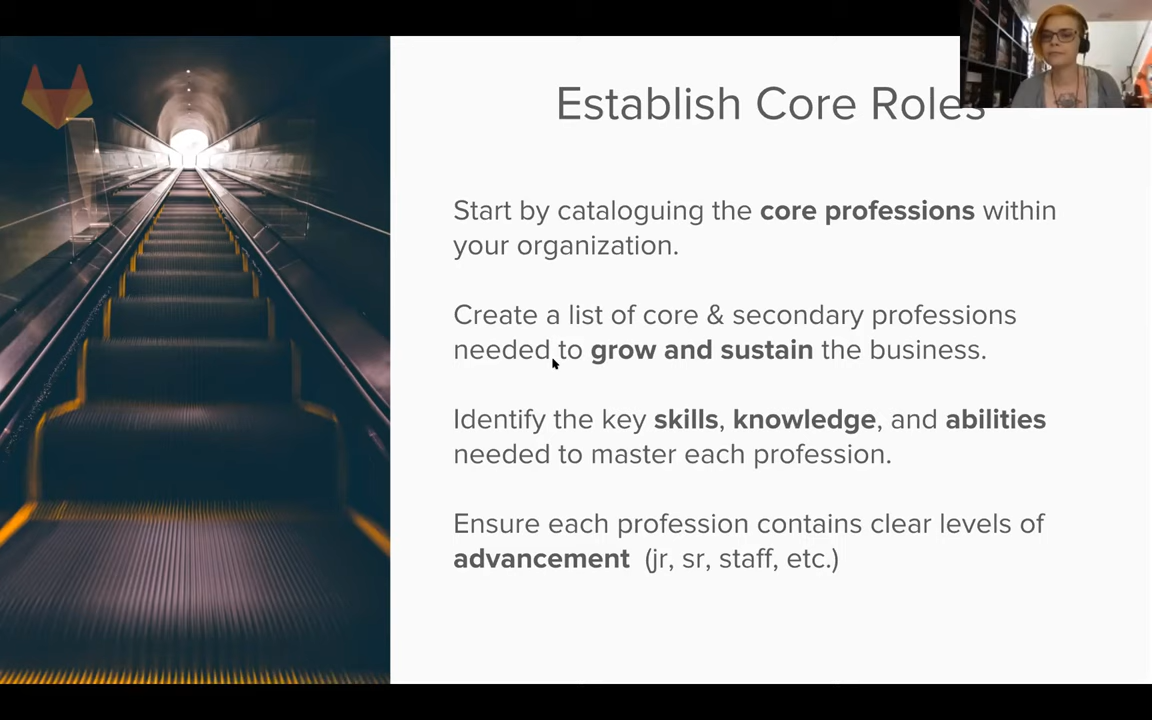 Establish Core Roles
Start by cataloguing the core professions within
your organization.
Create a list of core & secondary professions
needed to grow and sustain the business.
Identify the key skills, knowledge, and abilities
needed to master each profession.
Ensure each profession contains clear levels of
advancement (jr, sr, staff, etc.)